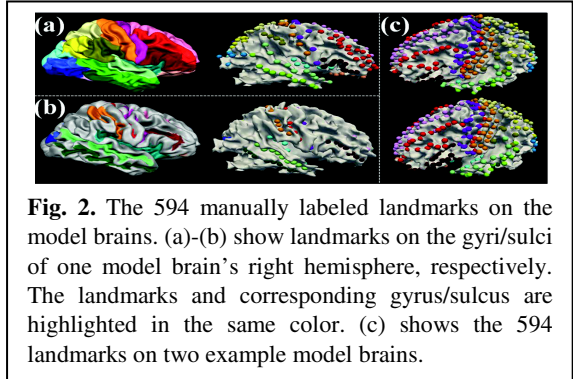 (a)
(c)
(b)
Fig. 2. The 594 manually labeled landmarks on the
model brains. (a)-(b) show landmarks on the gyri/sulci
of one model brain's right hemisphere, respectively.
The landmarks and corresponding gyrus/sulcus are
highlighted in the same color. (c) shows the 594
landmarks on two example model brains.